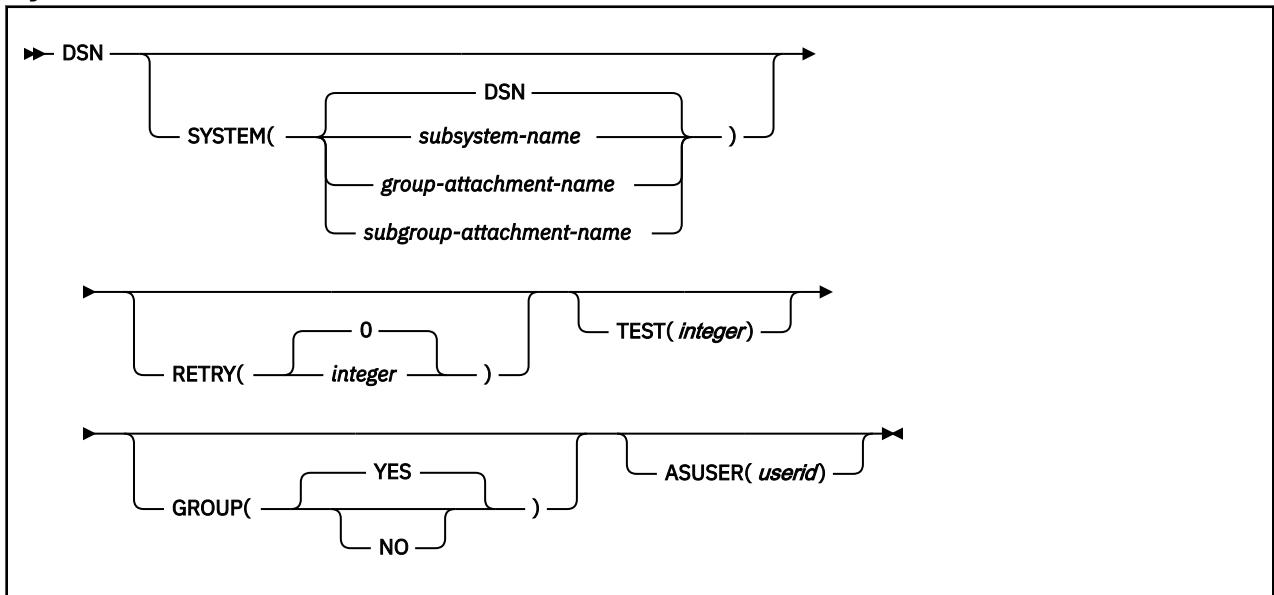 DSN
DSN
SYSTEM( subsystem-name )
group-attachment-name
subgroup-attachment-name
0
TEST( integer)
RETRY( integer )
YES
ASUSER( userid)
GROUP( )
NO